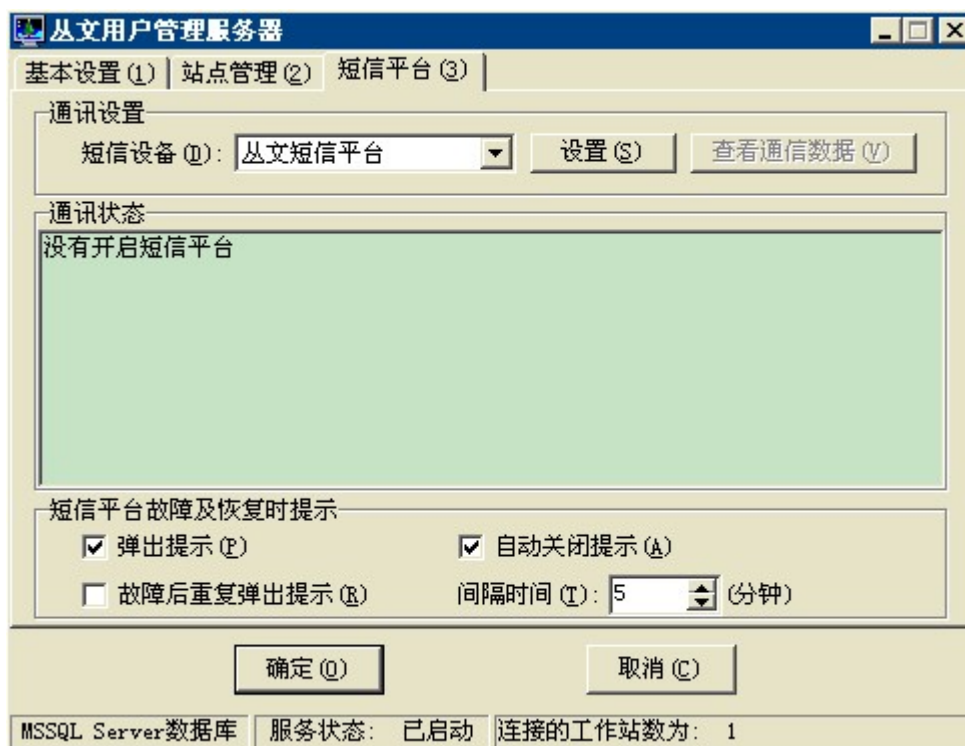 丛文用户管理服务器
基本设置(1) 站点管理(2) 短信平台(3)
通讯设置
短信设备(D): 丛文短信平台 设置(S) 查看通信数据(V)
通讯状态
没有开启短信平台
短信平台故障及恢复时提示
弹出提示(P) 自动关闭提示(A)
故障后重复弹出提示(R) 间隔时间(T): 5 (分钟)
确定(O) 取消(C)
MSSQL Server数据库 服务状态: 已启动 连接的工作站数为: 1